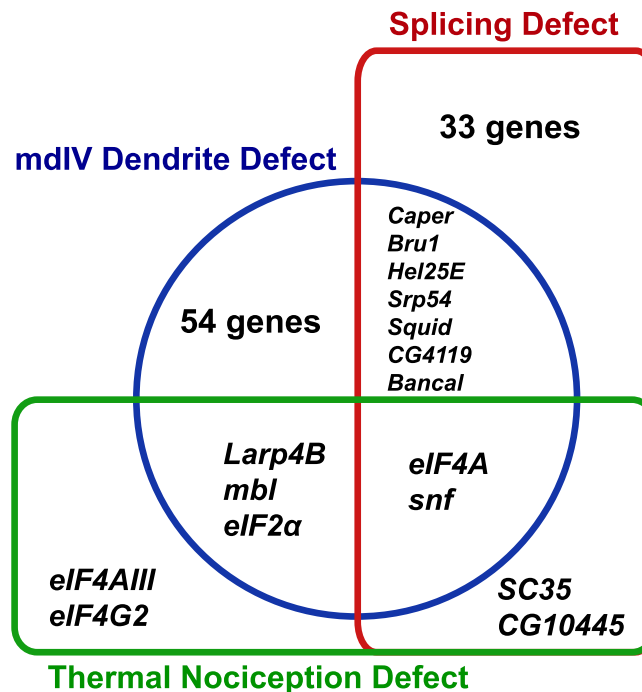 Splicing Defect
33 genes
mdIV Dendrite Defect
Caper
Bru1
Hel25E
Srp54
Squid
CG4119
Bancal
54 genes
Larp4B
mbl
eIF2α
eIF4A
snf
eIF4AIII
eIF4G2
SC35
CG10445
Thermal Nociception Defect